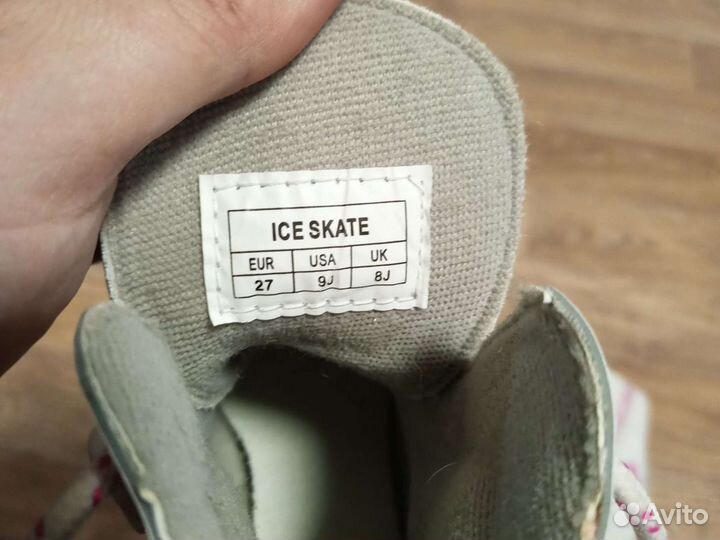 ICE SKATE
EUR USA UK
27 9J 8J
Avito